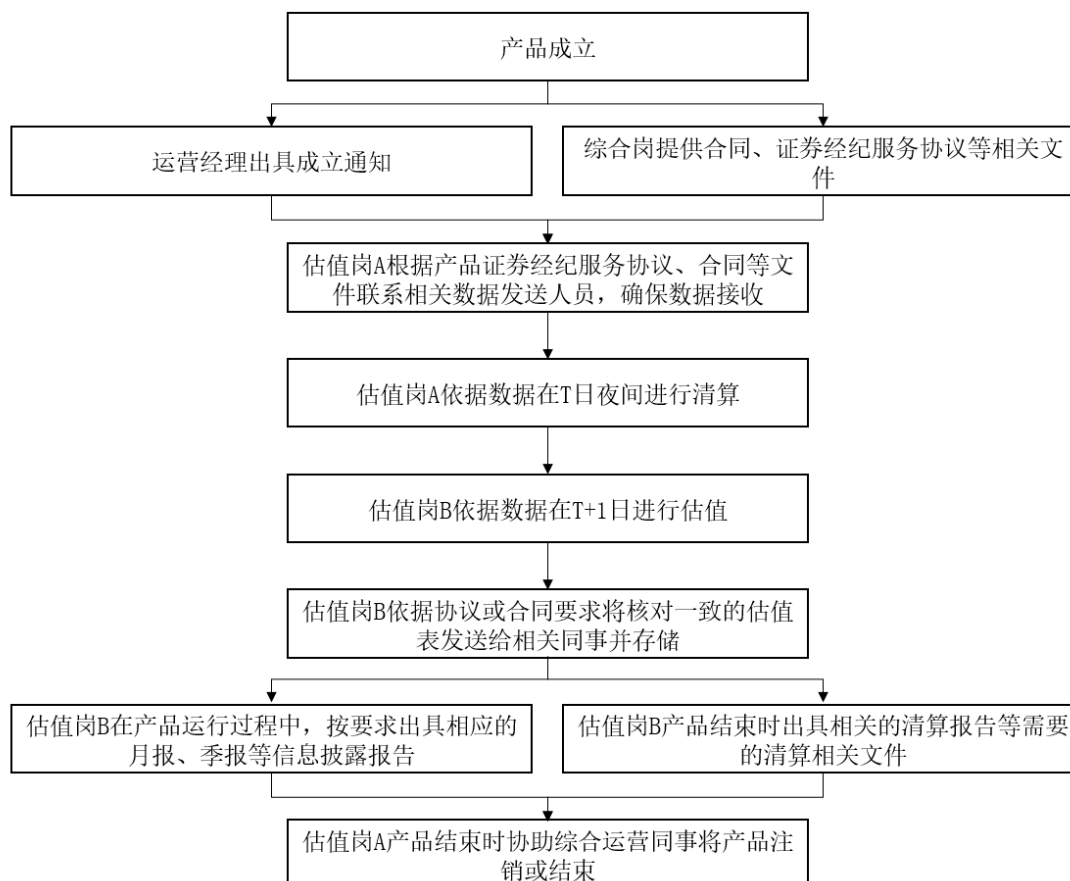 产品成立
运营经理出具成立通知
综合岗提供合同、证券经纪服务协议等相关文
件
估值岗A根据产品证券经纪服务协议、合同等文
件联系相关数据发送人员，确保数据接收
估值岗A依据数据在T日夜间进行清算
估值岗B依据数据在T+1日进行估值
估值岗B依据协议或合同要求将核对一致的估值
表发送给相关同事并存储
估值岗B在产品运行过程中，按要求出具相应的
月报、季报等信息披露报告
估值岗B产品结束时出具相关的清算报告等需要
的清算相关文件
估值岗A产品结束时协助综合运营同事将产品注
销或结束